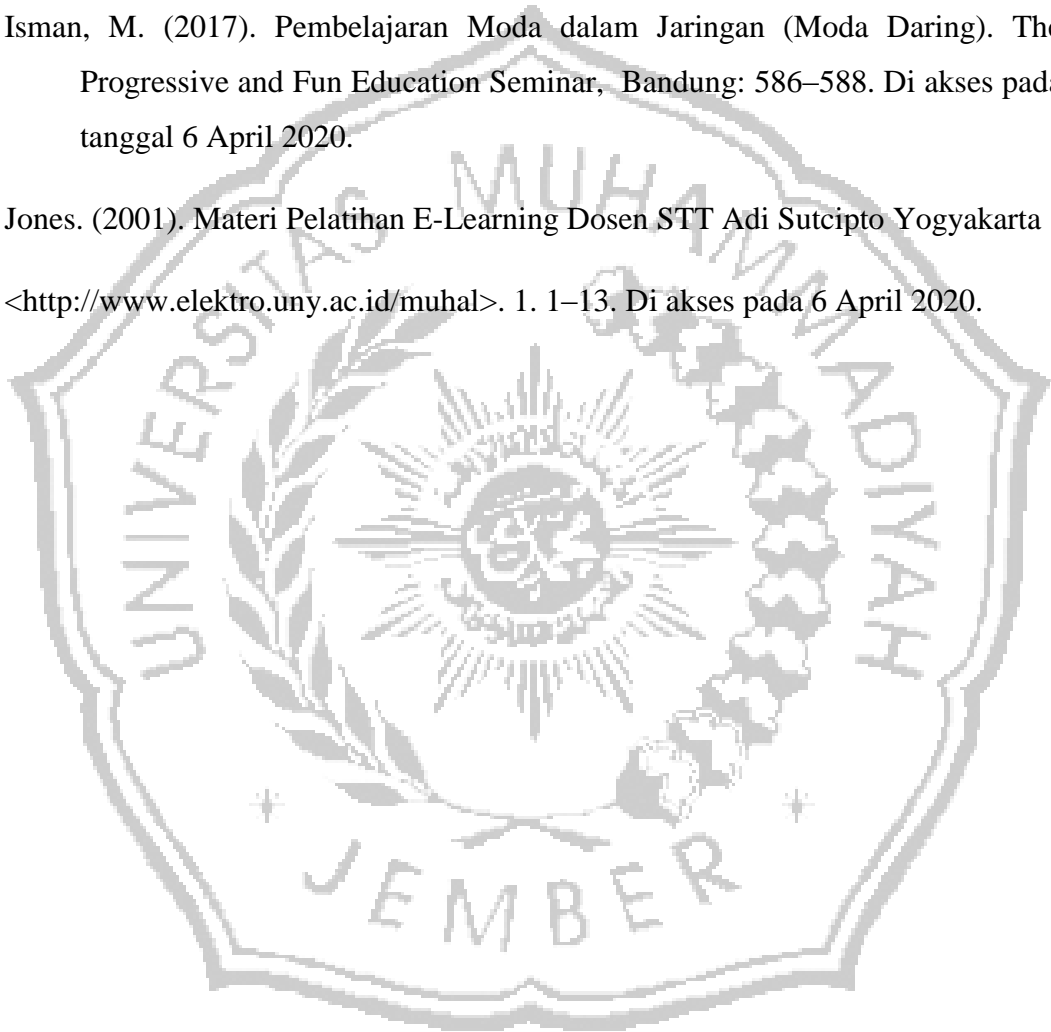 Isman, M. (2017). Pembelajaran Moda dalam Jaringan (Moda Daring). The
Progressive and Fun Education Seminar, Bandung: 586–588. Di akses pada
tanggal 6 April 2020.
Jones. (2001). Materi Pelatihan E-Learning Dosen STT Adi Sutcipto Yogyakarta
<http://www.elektro.uny.ac.id/muhal>. 1. 1–13. Di akses pada 6 April 2020.
UNIVERSITAS MUHAMMADIYAH
JEMBER